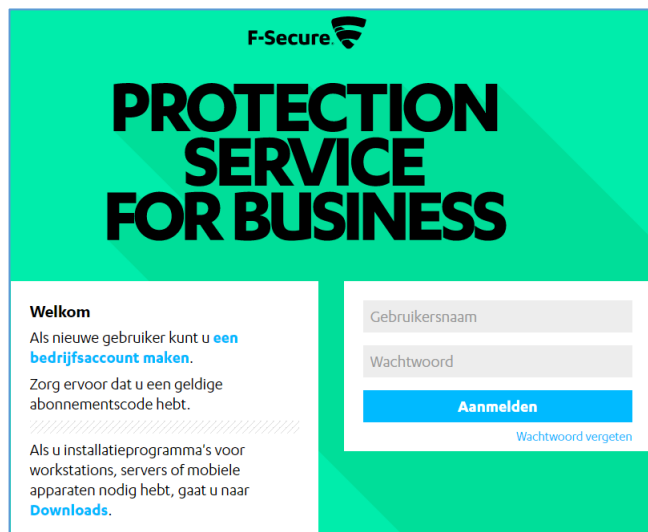 F-Secure.
PROTECTION
SERVICE
FOR BUSINESS
Welkom
Als nieuwe gebruiker kunt u een
bedrijfsaccount maken.
Zorg ervoor dat u een geldige
abonnementscode hebt.
Als u installatieprogramma's voor
workstations, servers of mobiele
apparaten nodig hebt, gaat u naar
Downloads.
Gebruikersnaam
Wachtwoord
Aanmelden
Wachtwoord vergeten